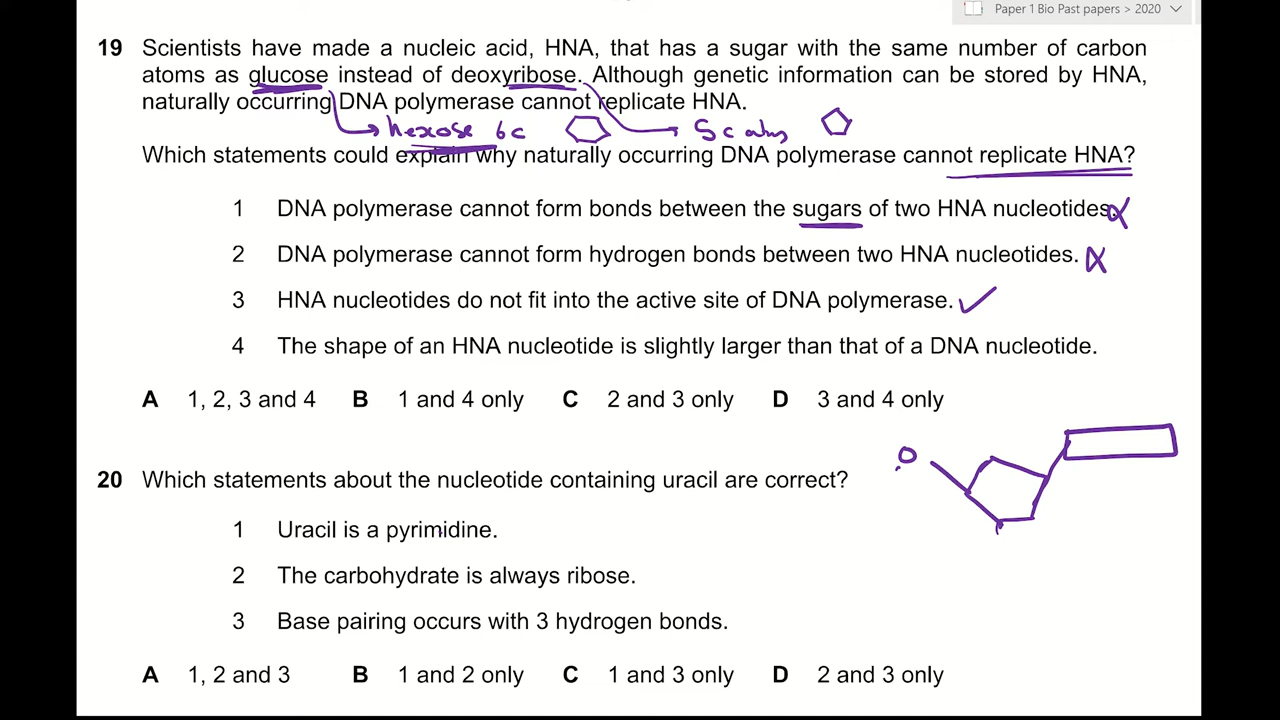 Paper 1 Bio Past papers > 2020
19 Scientists have made a nucleic acid, HNA, that has a sugar with the same number of carbon
atoms as glucose instead of deoxyribose. Although genetic information can be stored by HNA,
naturally occurring DNA polymerase cannot replicate HNA.
hexose 6c 5c atms
Which statements could explain why naturally occurring DNA polymerase cannot replicate HNA?
1 DNA polymerase cannot form bonds between the sugars of two HNA nucleotides.
2 DNA polymerase cannot form hydrogen bonds between two HNA nucleotides.
3 HNA nucleotides do not fit into the active site of DNA polymerase.
4 The shape of an HNA nucleotide is slightly larger than that of a DNA nucleotide.
A 1, 2, 3 and 4 B 1 and 4 only C 2 and 3 only D 3 and 4 only
20 Which statements about the nucleotide containing uracil are correct?
1 Uracil is a pyrimidine.
2 The carbohydrate is always ribose.
3 Base pairing occurs with 3 hydrogen bonds.
A 1, 2 and 3 B 1 and 2 only C 1 and 3 only D 2 and 3 only